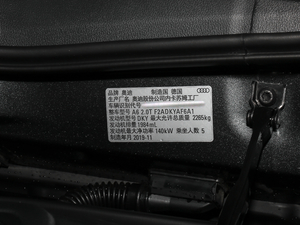 品牌 奥迪 制造国 德国
生产厂名 奥迪股份公司内卡苏姆工厂
车辆识别代号
车辆型号 A6 2.0T F2ADKYAF6A1
发动机型号 DKY 最大允许总质量 2285kg
发动机排量 1984mL
发动机最大净功率 140kW 乘坐人数 5
制造年月 2019-11